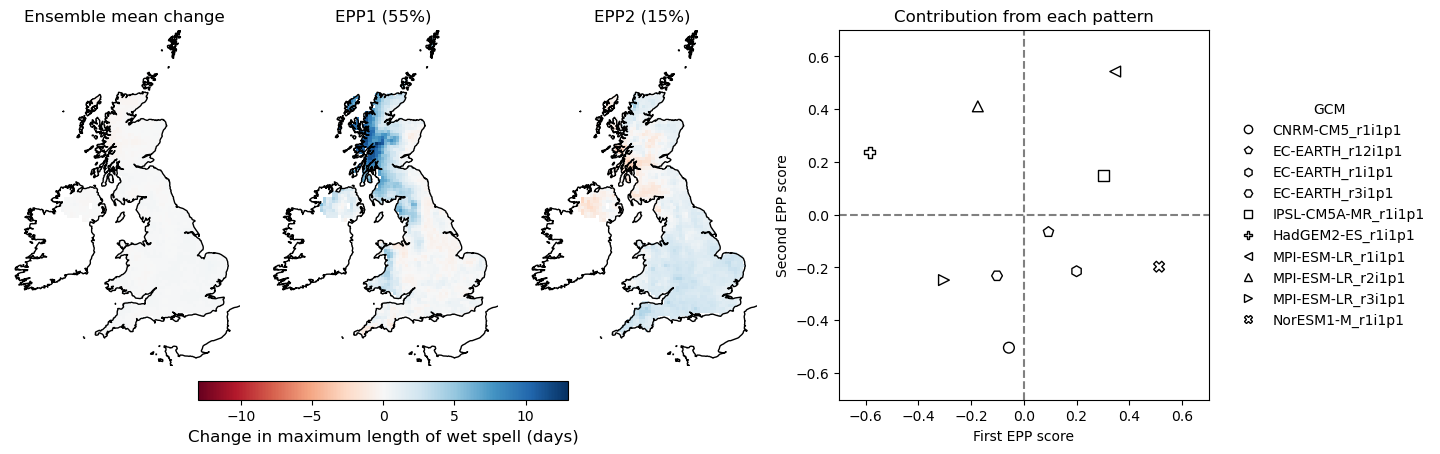 Ensemble mean change
EPP1 (55%)
EPP2 (15%)
−10
−5
0
5
10
Change in maximum length of wet spell (days)
Contribution from each pattern
Second EPP score
0.6
0.4
0.2
0.0
−0.2
−0.4
−0.6
−0.6
−0.4
−0.2
0.0
0.2
0.4
0.6
First EPP score
GCM
CNRM-CM5_r1i1p1
EC-EARTH_r12i1p1
EC-EARTH_r1i1p1
EC-EARTH_r3i1p1
IPSL-CM5A-MR_r1i1p1
HadGEM2-ES_r1i1p1
MPI-ESM-LR_r1i1p1
MPI-ESM-LR_r2i1p1
MPI-ESM-LR_r3i1p1
NorESM1-M_r1i1p1